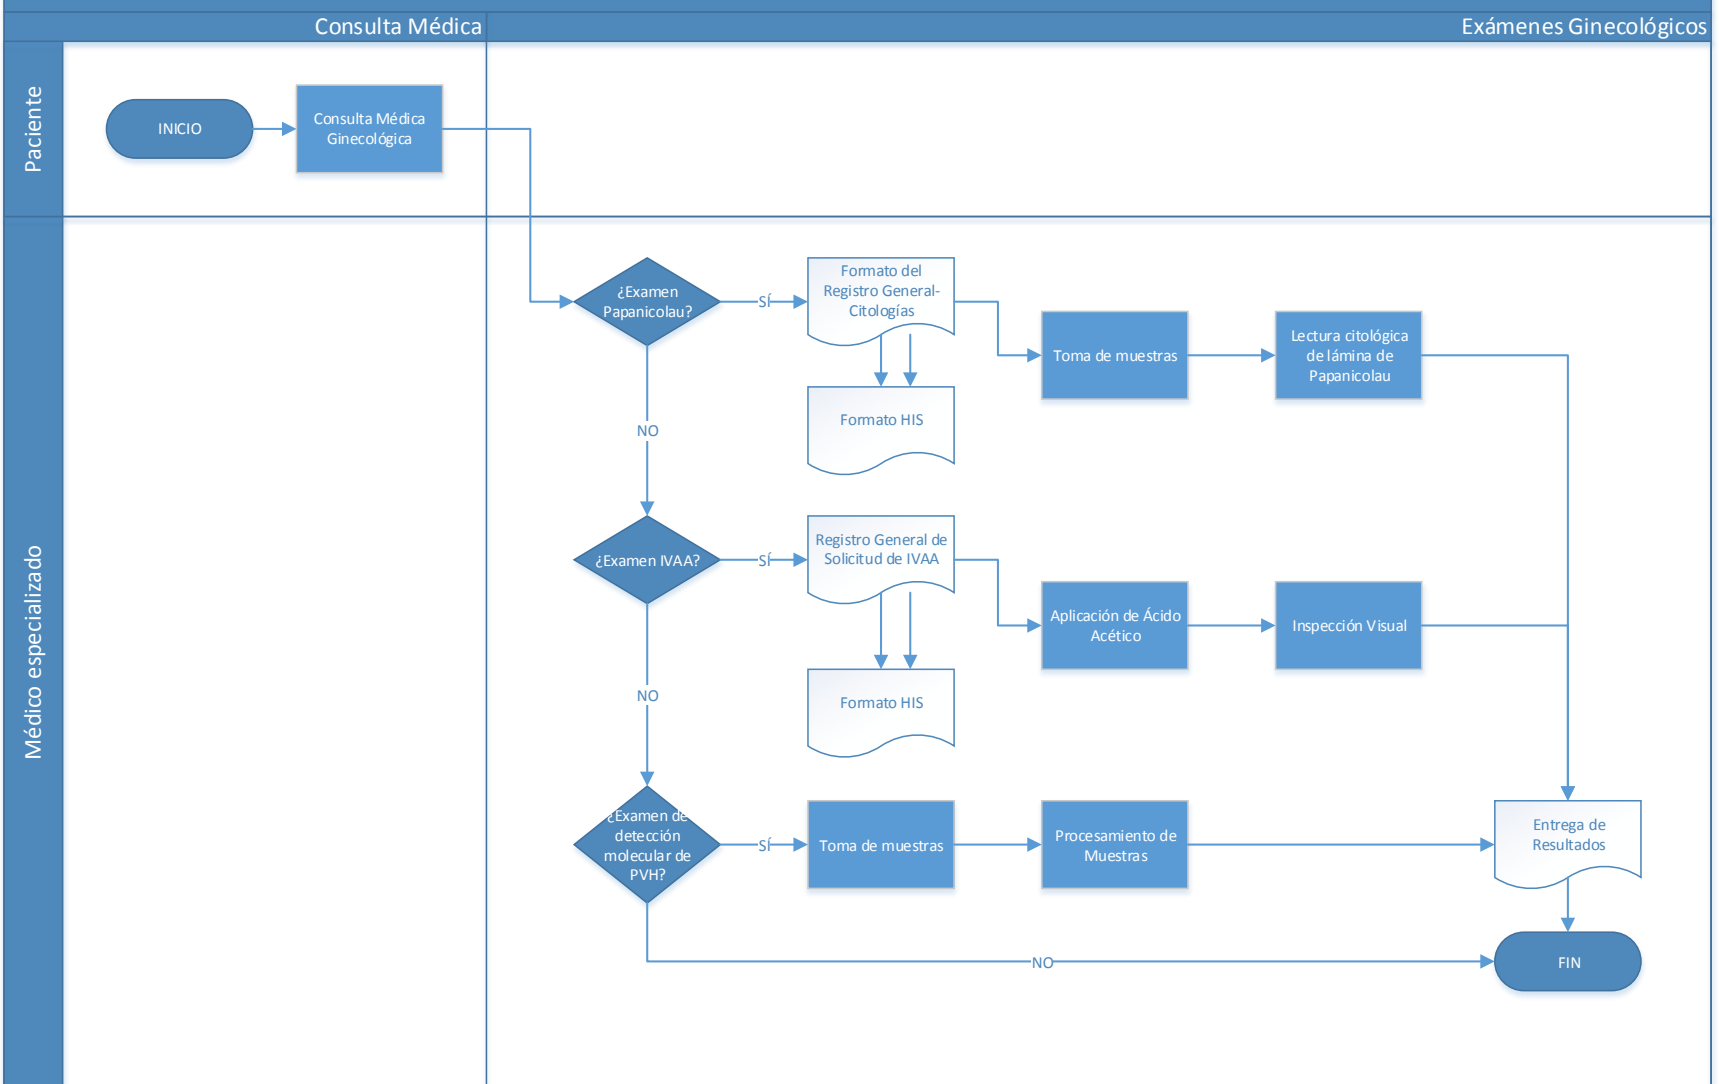 Consulta Médica
Exámenes Ginecológicos
Paciente
INICIO
Consulta Médica
Ginecológica
Médico especializado
¿Examen
Papanicolau?
SÍ
Formato del
Registro General-
Citologías
Toma de muestras
Lectura citológica
de lámina de
Papanicolau
Formato HIS
NO
¿Examen IVAA?
SÍ
Registro General de
Solicitud de IVAA
Aplicación de Ácido
Acético
Inspección Visual
Formato HIS
NO
¿Examen de
detección
molecular de
PVH?
SÍ
Toma de muestras
Procesamiento de
Muestras
Entrega de
Resultados
NO
FIN